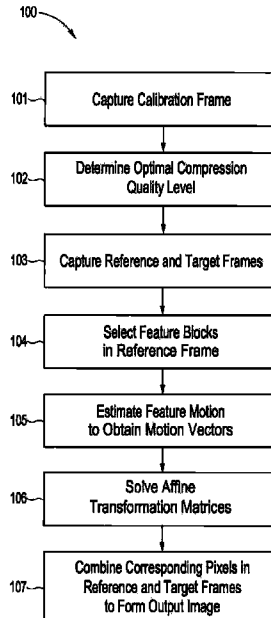 100
101
Capture Calibration Frame
102
Determine Optimal Compression
Quality Level
103
Capture Reference and Target Frames
104
Select Feature Blocks
in Reference Frame
105
Estimate Feature Motion
to Obtain Motion Vectors
106
Solve Affine
Transformation Matrices
107
Combine Corresponding Pixels in
Reference and Target Frames
to Form Output Image